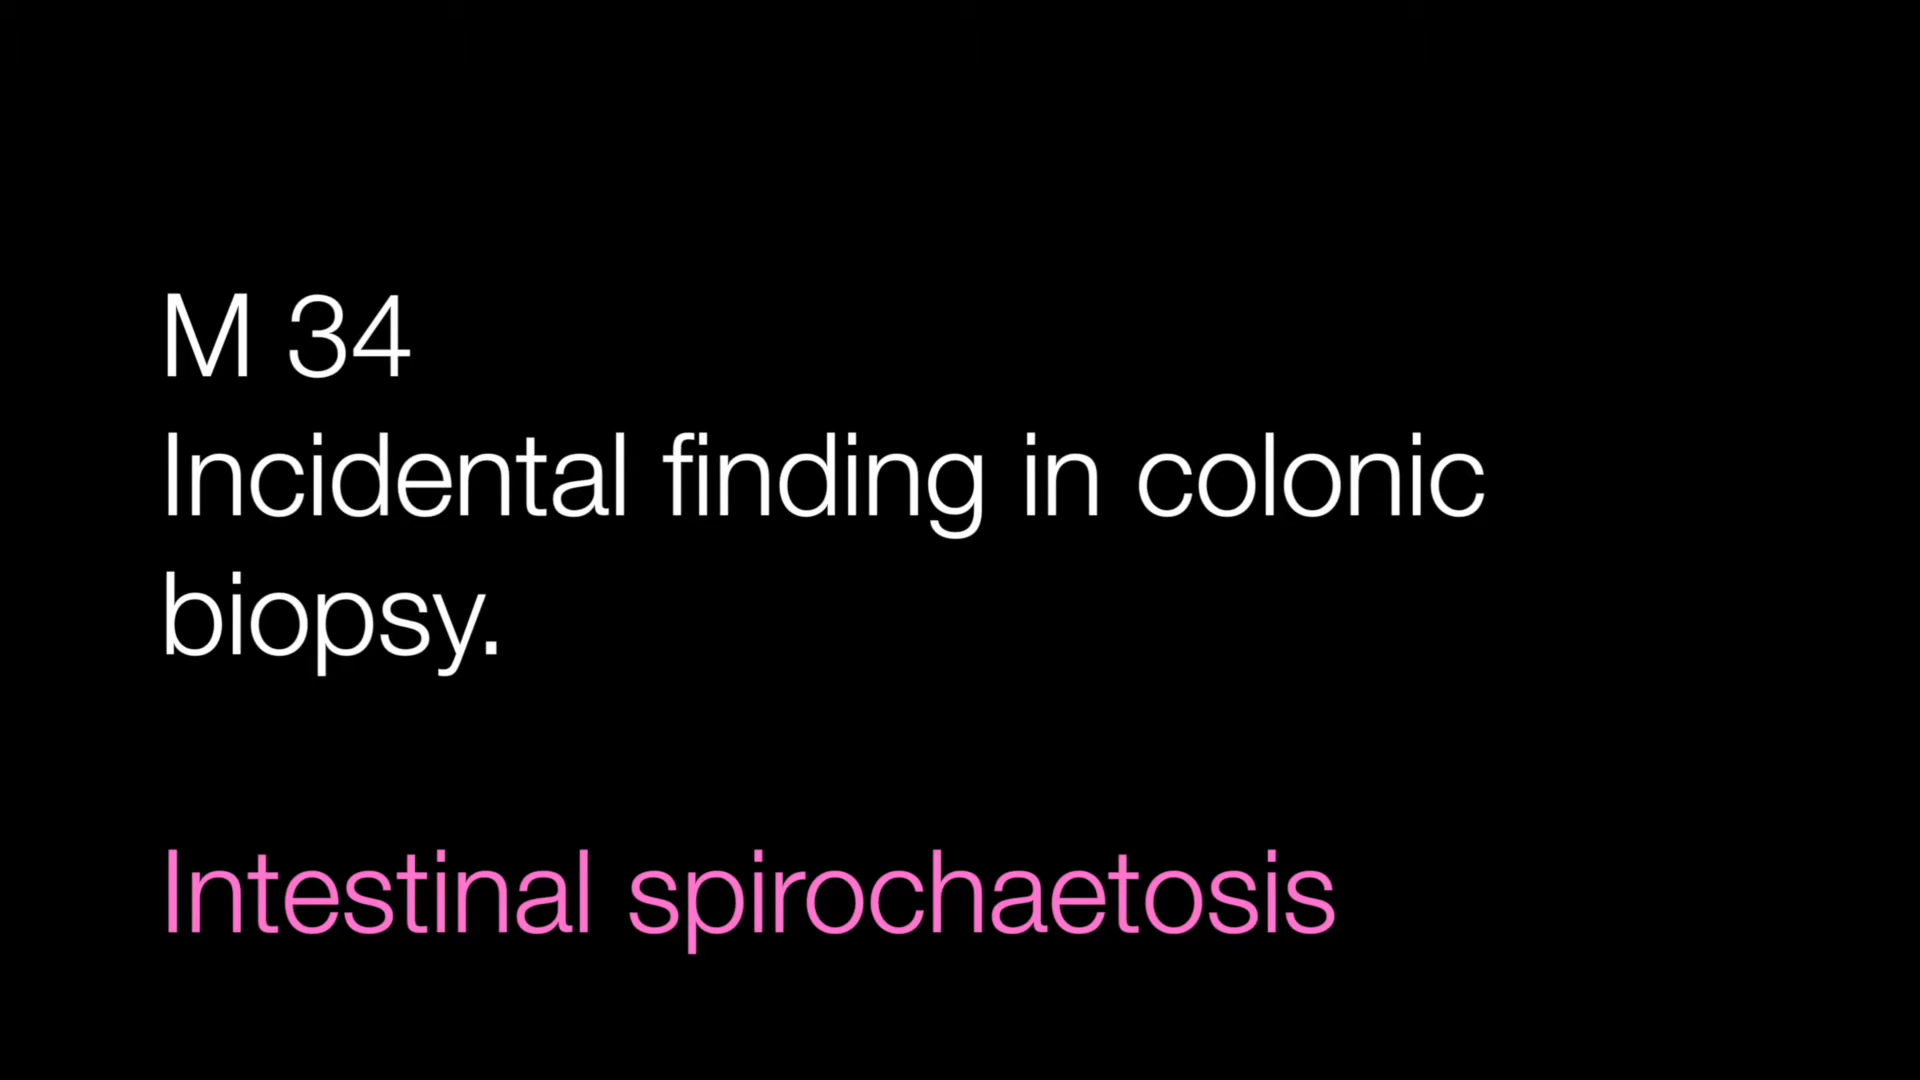 M 34
Incidental finding in colonic
biopsy.
Intestinal spirochaetosis